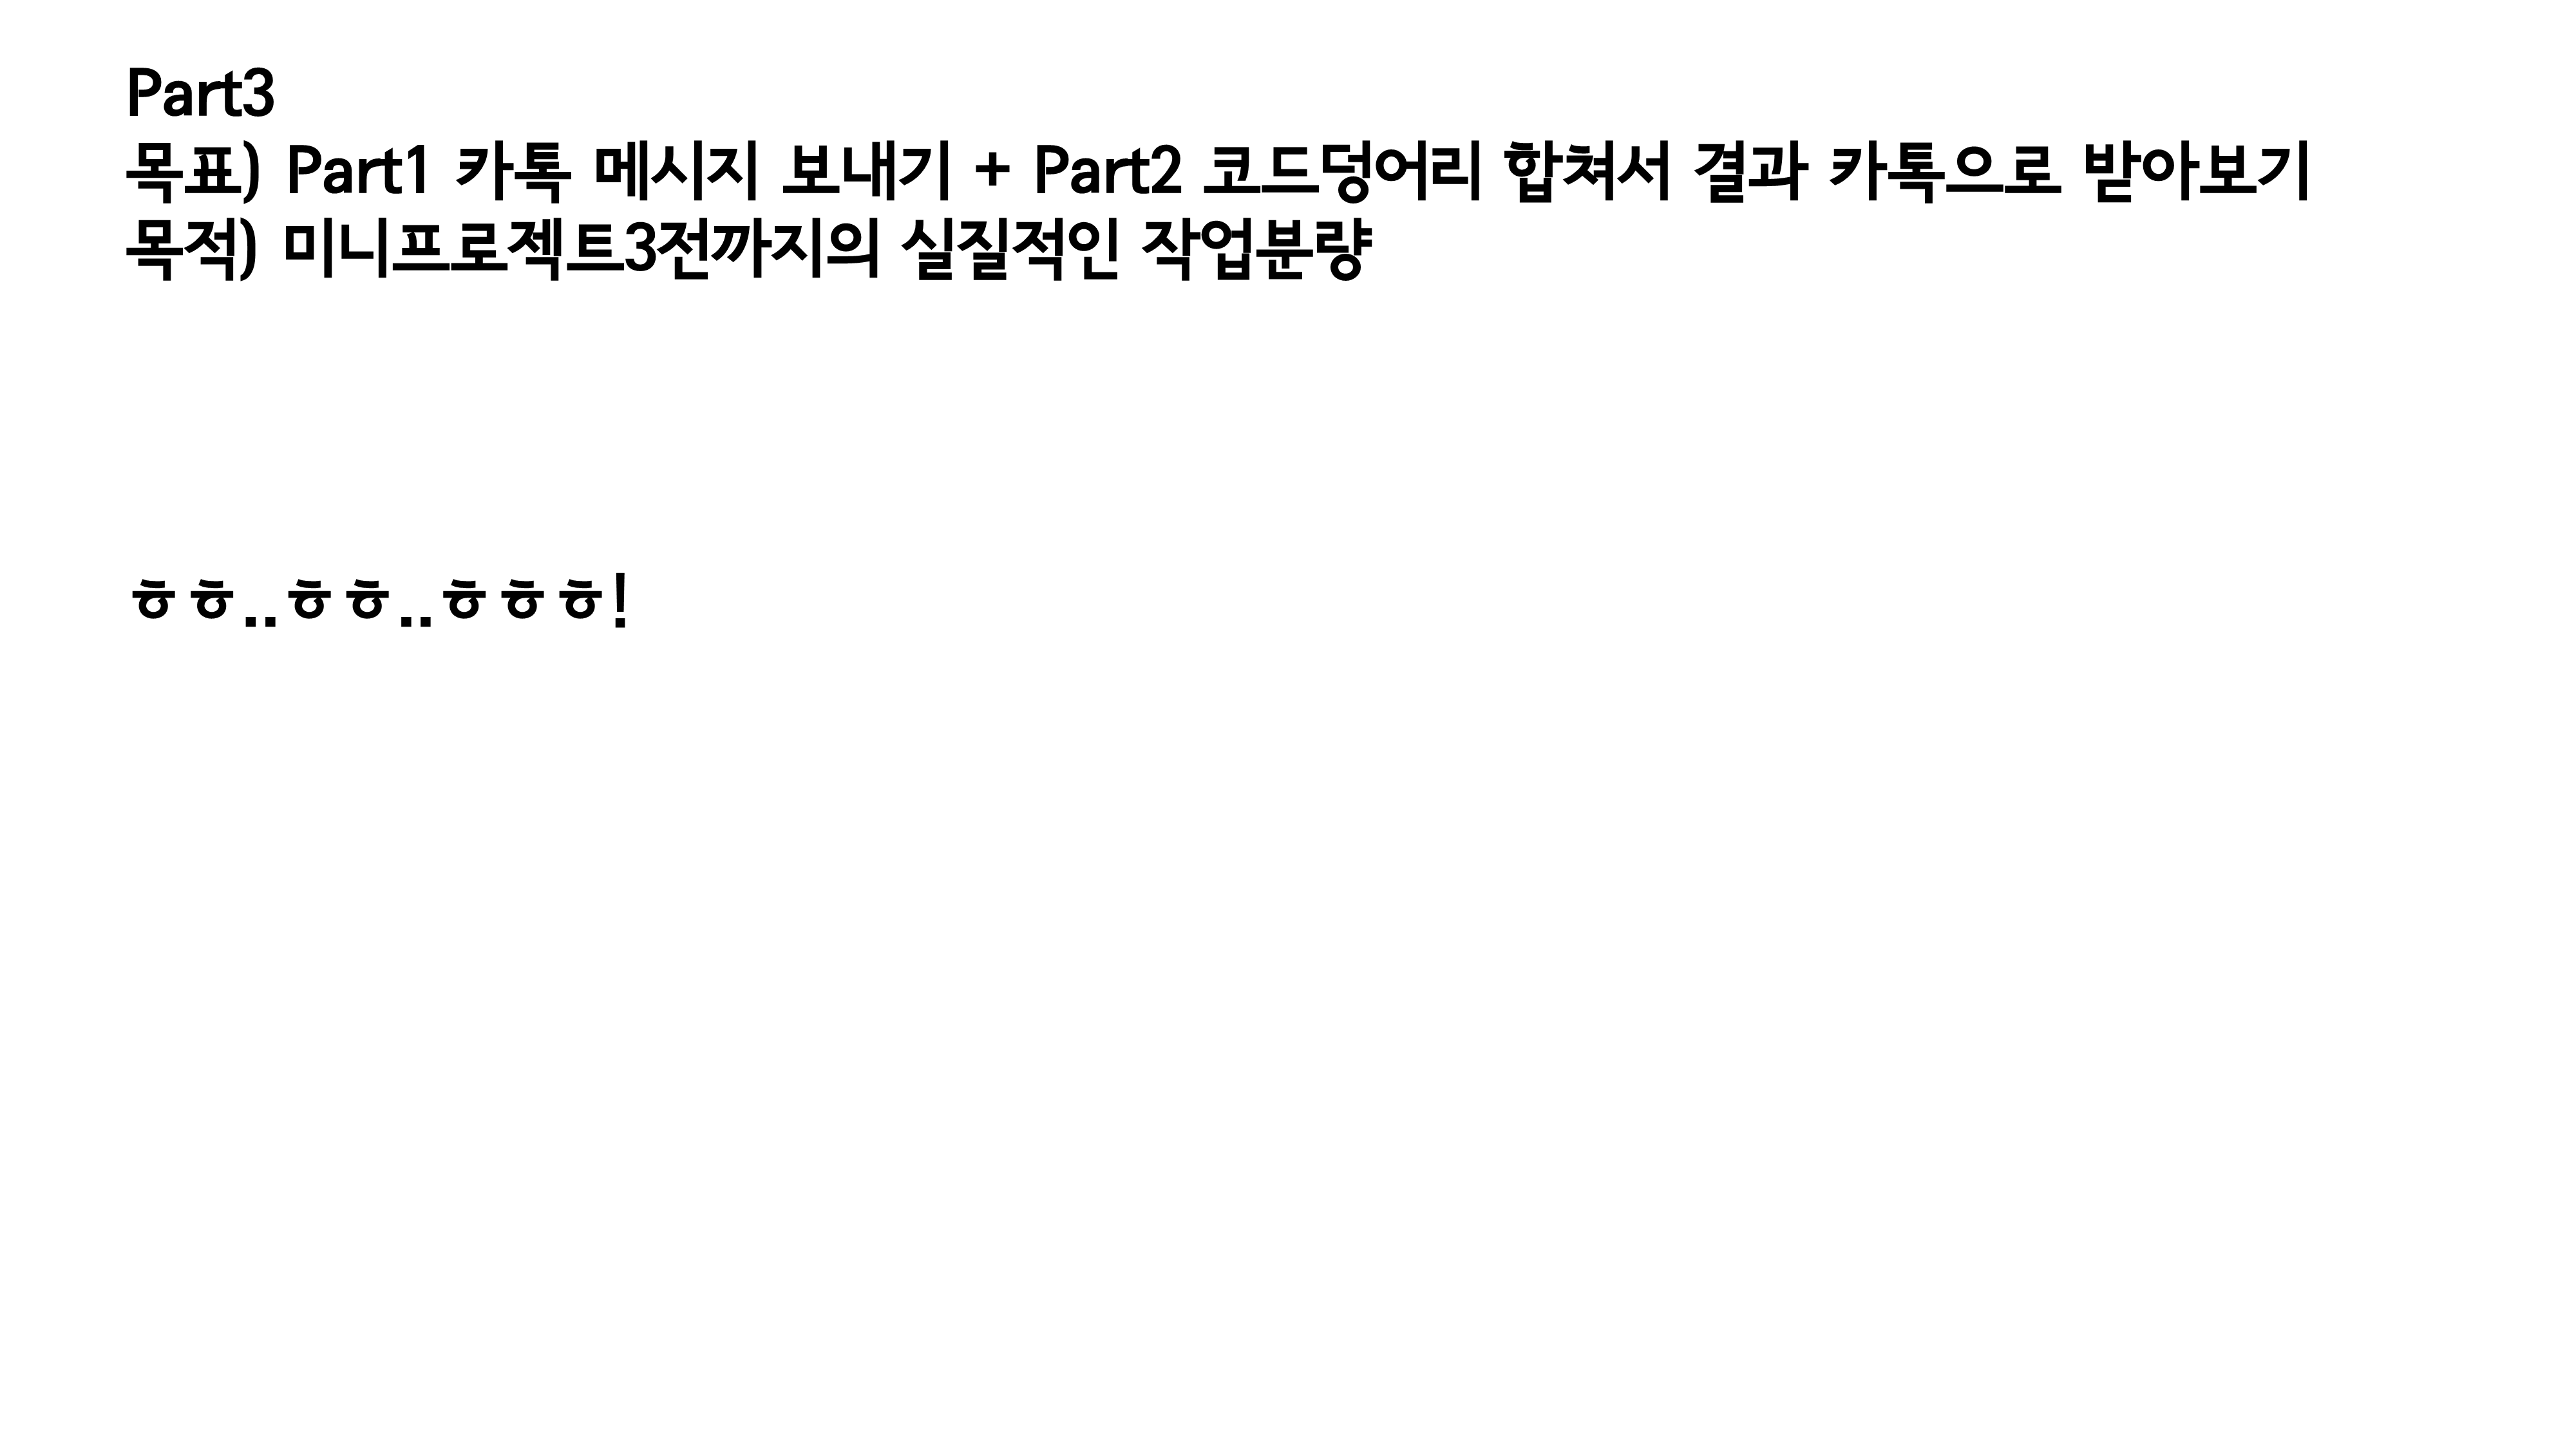 Part3
목표) Part1 카톡 메시지 보내기 + Part2 코드덩어리 합쳐서 결과 카톡으로 받아보기
목적) 미니프로젝트3전까지의 실질적인 작업분량
ㅎㅎ..ㅎㅎ..ㅎㅎㅎ!